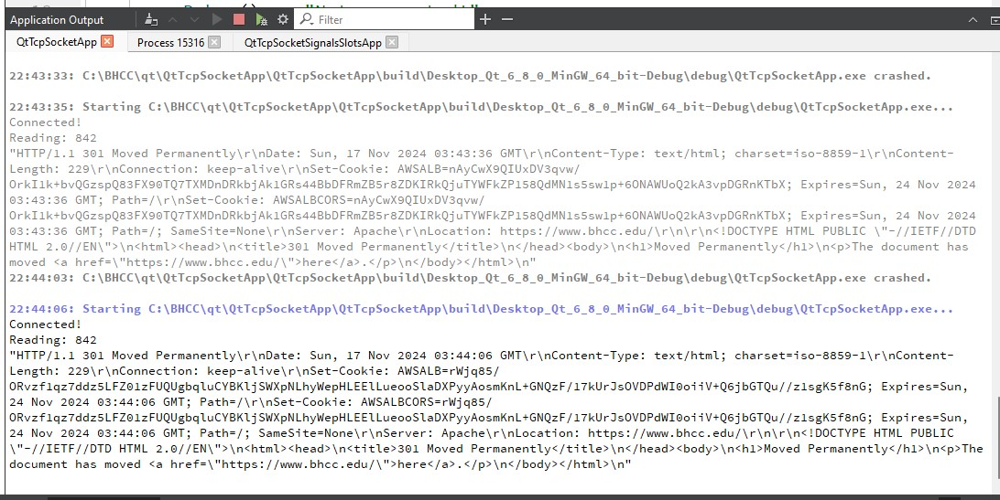 Application Output
Filter
QtTcpSocketApp
Process 15316
QtTcpSocketSignalsSlotsApp
22:43:33: C:\BHCC\qt\QtTcpSocketApp\QtTcpSocketApp\build\Desktop_Qt_6_8_0_MinGW_64_bit-Debug\debug\QtTcpSocketApp.exe crashed.
22:43:35: Starting C:\BHCC\qt\QtTcpSocketApp\QtTcpSocketApp\build\Desktop_Qt_6_8_0_MinGW_64_bit-Debug\debug\QtTcpSocketApp.exe...
Connected!
Reading: 842
"HTTP/1.1 301 Moved Permanently\r\nDate: Sun, 17 Nov 2024 03:43:36 GMT\r\nContent-Type: text/html; charset=iso-8859-1\r\nContent-
Length: 229\r\nConnection: keep-alive\r\nSet-Cookie: AWSALB=nAyCwX9QIUxDV3qvw/
OrkI1k+bvQGzspQ83FX90TQ7TXMDnDRkbjAk1GRs44BbDFRmZB5r8ZDKIRkQjuTYWFkZP158QdMN1s5sw1p+6ONAWUoQ2kA3vpDGRnKTbX; Expires=Sun, 24 Nov 2024
03:43:36 GMT; Path=/\r\nSet-Cookie: AWSALBCORS=nAyCwX9QIUxDV3qvw/
OrkI1k+bvQGzspQ83FX90TQ7TXMDnDRkbjAk1GRs44BbDFRmZB5r8ZDKIRkQjuTYWFkZP158QdMN1s5sw1p+6ONAWUoQ2kA3vpDGRnKTbX; Expires=Sun, 24 Nov 2024
03:43:36 GMT; Path=/; SameSite=None\r\nServer: Apache\r\nLocation: https://www.bhcc.edu/\r\n\r\n<!DOCTYPE HTML PUBLIC \"-//IETF//DTD
HTML 2.0//EN\">\n<html><head>\n<title>301 Moved Permanently</title>\n</head><body>\n<h1>Moved Permanently</h1>\n<p>The document has
moved <a href=\"https://www.bhcc.edu/\">here</a>.</p>\n</body></html>\n"
22:44:03: C:\BHCC\qt\QtTcpSocketApp\QtTcpSocketApp\build\Desktop_Qt_6_8_0_MinGW_64_bit-Debug\debug\QtTcpSocketApp.exe crashed.
22:44:06: Starting C:\BHCC\qt\QtTcpSocketApp\QtTcpSocketApp\build\Desktop_Qt_6_8_0_MinGW_64_bit-Debug\debug\QtTcpSocketApp.exe...
Connected!
Reading: 842
"HTTP/1.1 301 Moved Permanently\r\nDate: Sun, 17 Nov 2024 03:44:06 GMT\r\nContent-Type: text/html; charset=iso-8859-1\r\nContent-
Length: 229\r\nConnection: keep-alive\r\nSet-Cookie: AWSALB=rWjq85/
ORvzf1qz7ddz5LFZ01zFUQUgbqluCYBKljSWXpNLhyWepHLEElLueooSlaDXPyyAosmKnL+GNQzF/17kUrJsOVDPdWI0oiiV+Q6jbGTQu//z1sgK5f8nG; Expires=Sun,
24 Nov 2024 03:44:06 GMT; Path=/\r\nSet-Cookie: AWSALBCORS=rWjq85/
ORvzf1qz7ddz5LFZ01zFUQUgbqluCYBKljSWXpNLhyWepHLEElLueooSlaDXPyyAosmKnL+GNQzF/17kUrJsOVDPdWI0oiiV+Q6jbGTQu//z1sgK5f8nG; Expires=Sun,
24 Nov 2024 03:44:06 GMT; Path=/; SameSite=None\r\nServer: Apache\r\nLocation: https://www.bhcc.edu/\r\n\r\n<!DOCTYPE HTML PUBLIC
\"-//IETF//DTD HTML 2.0//EN\">\n<html><head>\n<title>301 Moved Permanently</title>\n</head><body>\n<h1>Moved Permanently</h1>\n<p>The
document has moved <a href=\"https://www.bhcc.edu/\">here</a>.</p>\n</body></html>\n"